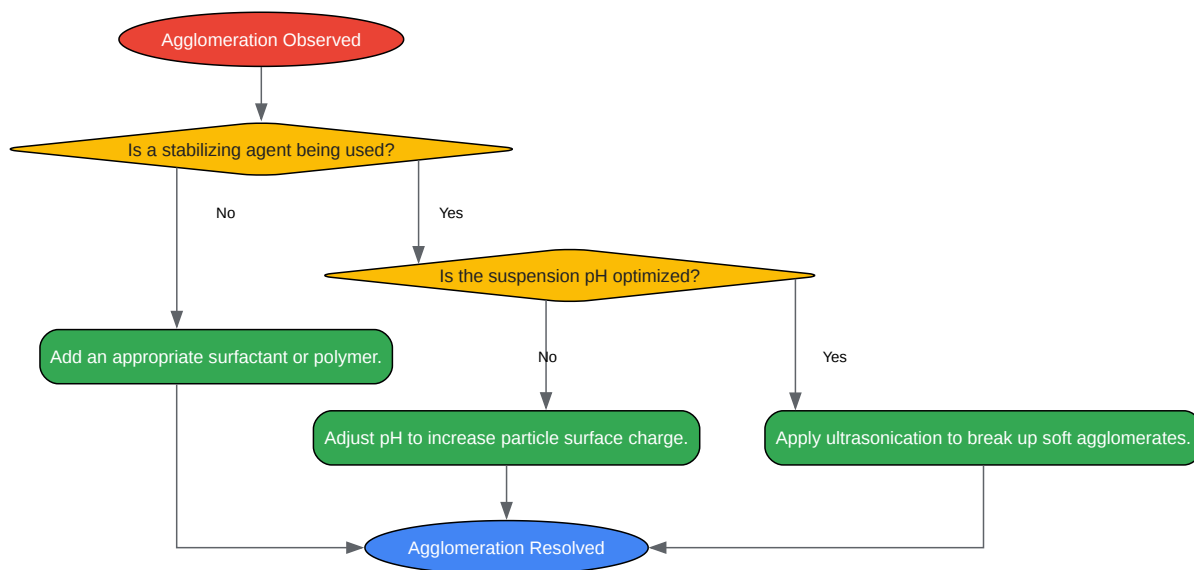 Agglomeration Observed
Is a stabilizing agent being used?
No
Yes
Is the suspension pH optimized?
Add an appropriate surfactant or polymer.
No
Yes
Adjust pH to increase particle surface charge.
Apply ultrasonication to break up soft agglomerates.
Agglomeration Resolved